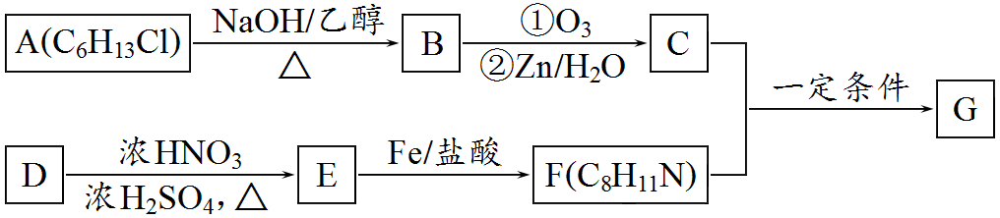 A(C₆H₁₃Cl) NaOH/乙醇 △ B ①O₃ ②Zn/H₂O C
一定条件 G
D 浓HNO₃ 浓H₂SO₄,△ E Fe/盐酸 F(C₈H₁₁N)